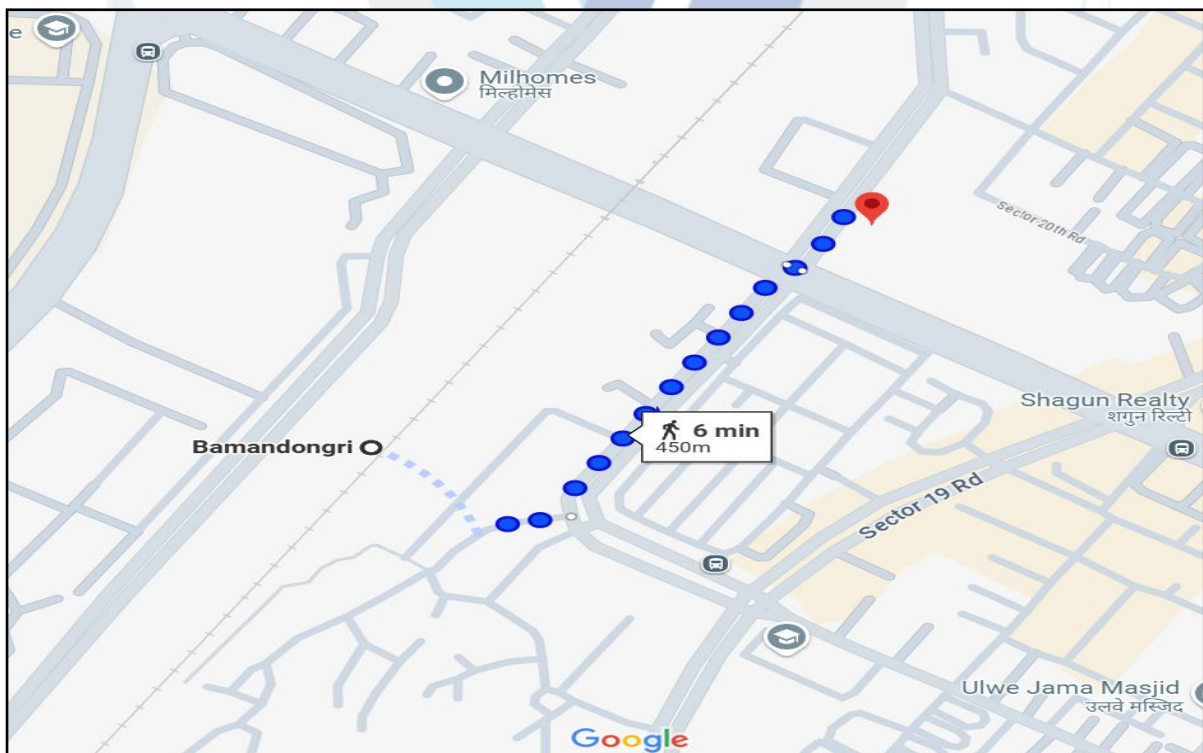 e
Milhomes
मिल्होमेस
Sector 20th Rd
Shagun Realty
शगुन रिल्टी
6 min
450m
Bamandongri
Sector 19 Rd
Ulwe Jama Masjid
उलवे मस्जिद
Google